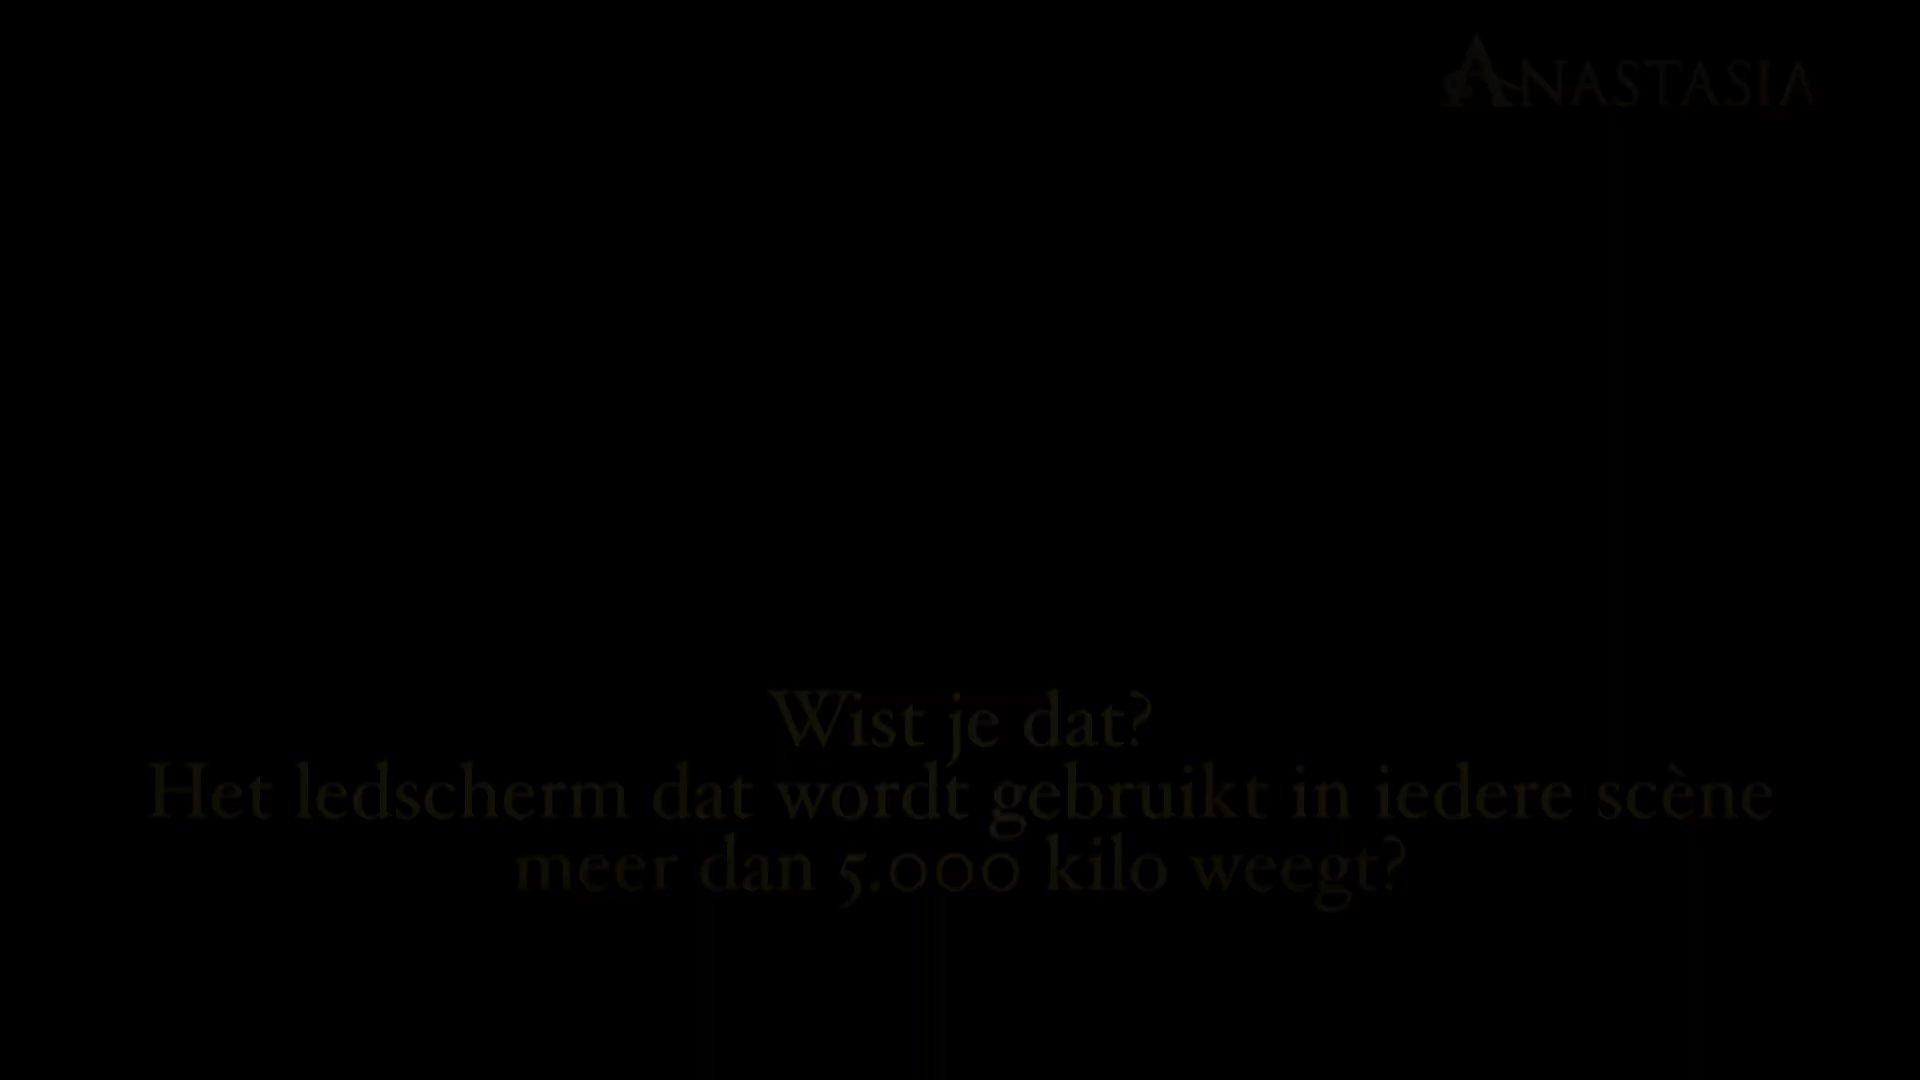 ANASTASIA
Wist je dat?
Het ledscherm dat wordt gebruikt in iedere scène
meer dan 5.000 kilo weegt?